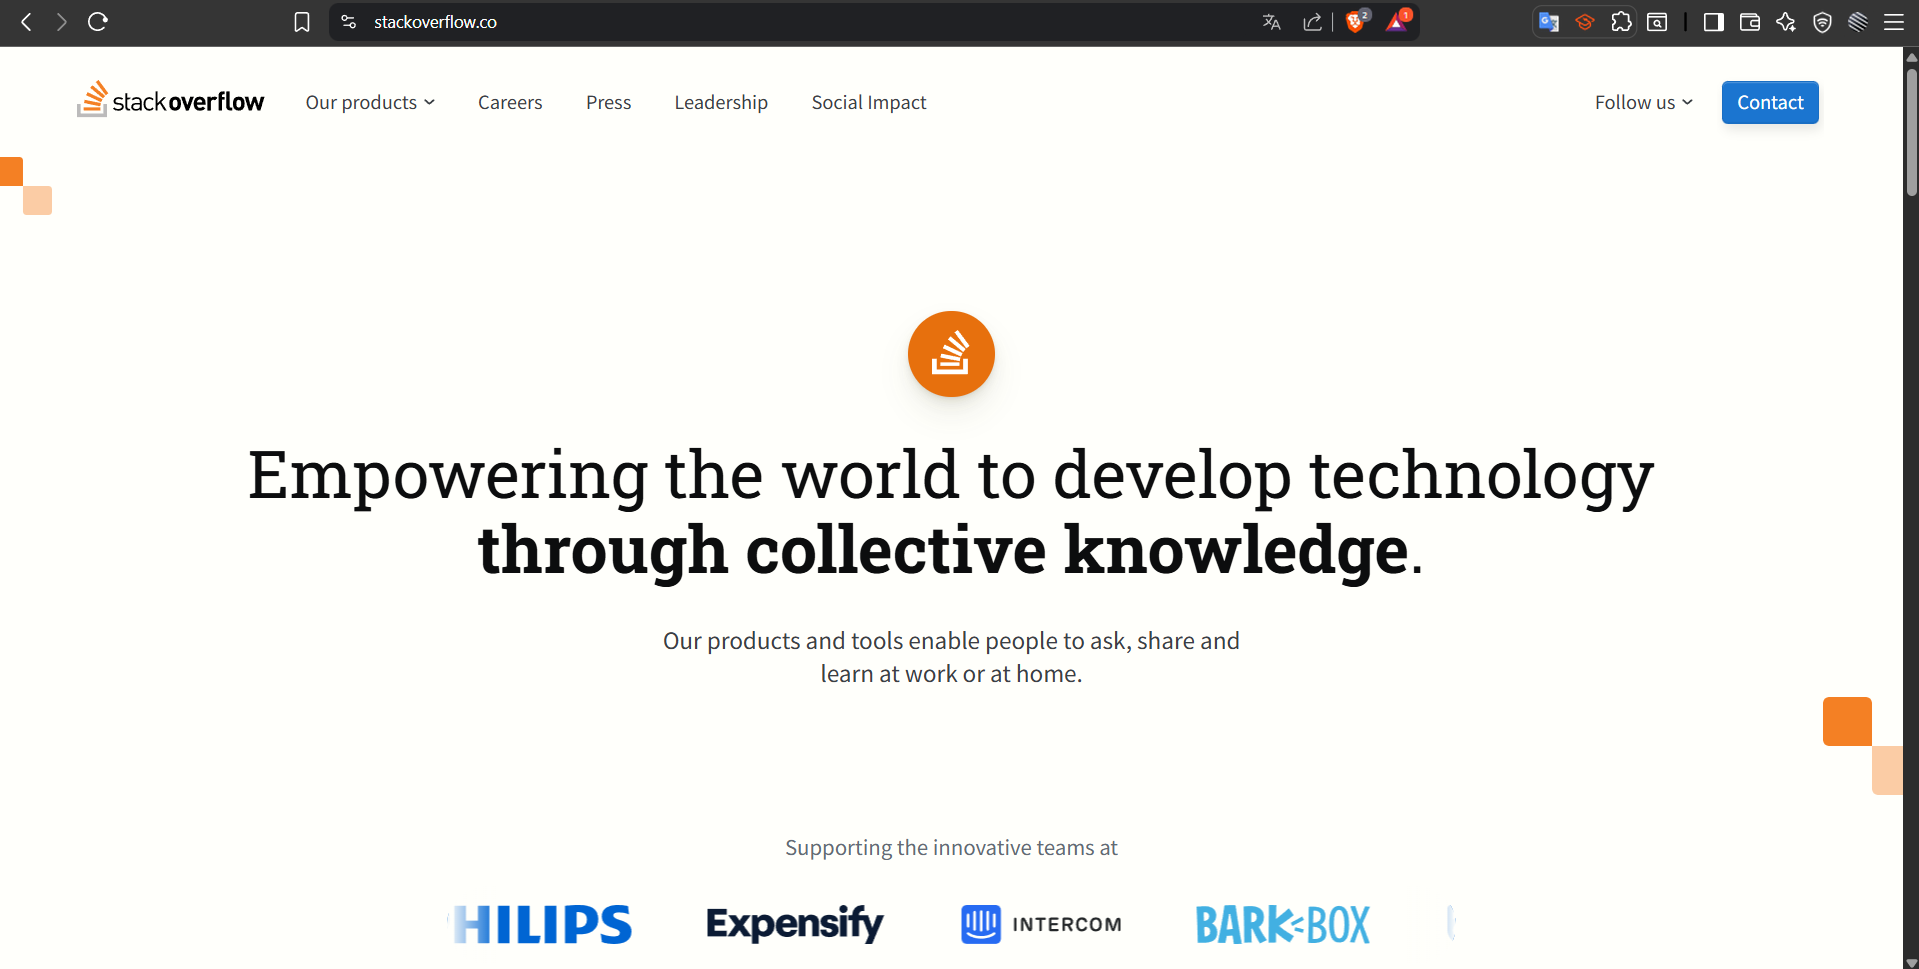 stackoverflow.co
2
1
stackoverflow
Our products
Careers
Press
Leadership
Social Impact
Follow us
Contact
Empowering the world to develop technology
through collective knowledge.
Our products and tools enable people to ask, share and
learn at work or at home.
Supporting the innovative teams at
HILIPS
Expensify
INTERCOM
BARK BOX